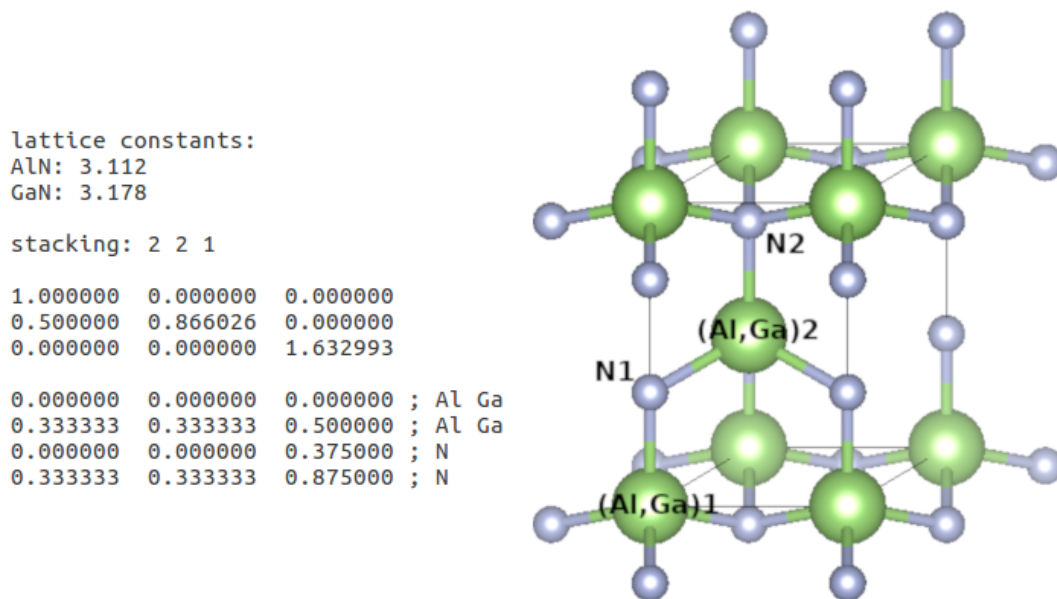 lattice constants:
AlN: 3.112
GaN: 3.178
stacking: 2 2 1
1.000000  0.000000  0.000000
0.500000  0.866026  0.000000
0.000000  0.000000  1.632993
0.000000  0.000000  0.000000 ; Al Ga
0.333333  0.333333  0.500000 ; Al Ga
0.000000  0.000000  0.375000 ; N
0.333333  0.333333  0.875000 ; N
N2
(Al,Ga)2
N1
(Al,Ga)1